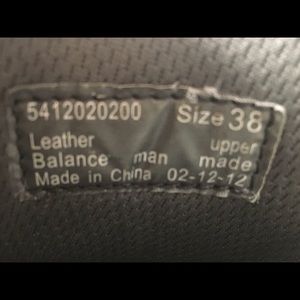 5412020200 Size 38
Leather upper
Balance man made
Made in China 02-12-12